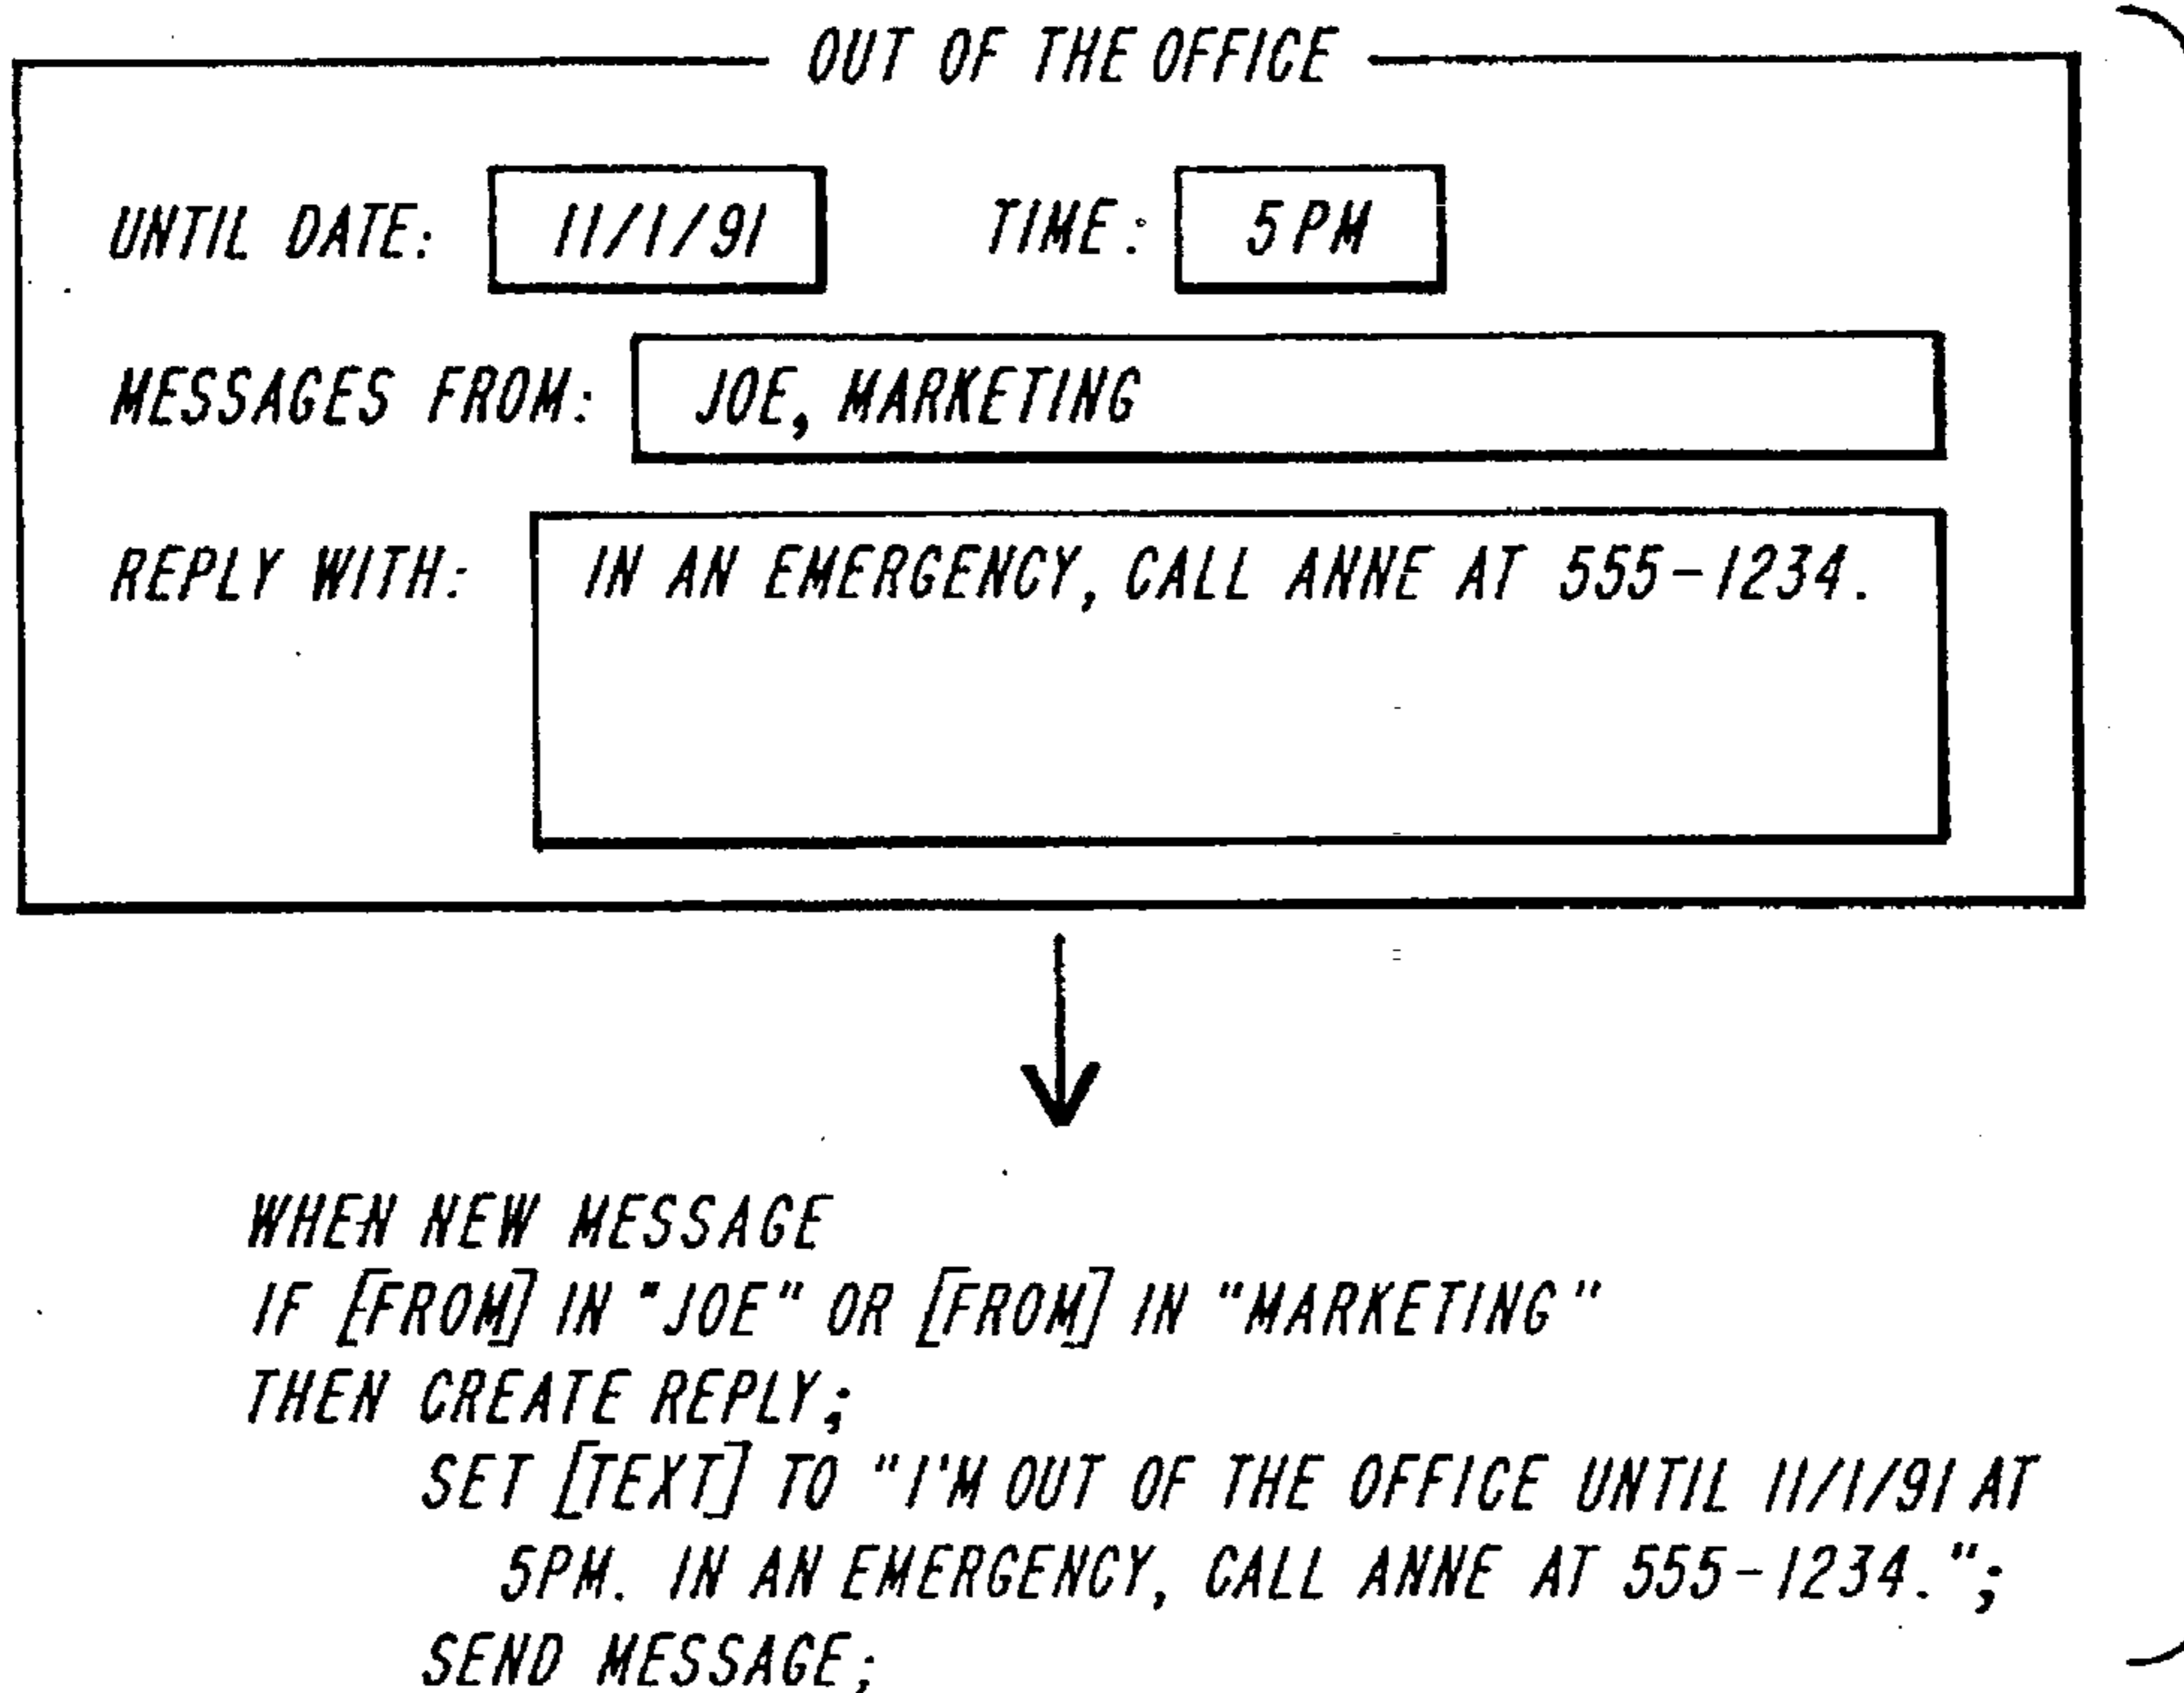 OUT OF THE OFFICE
UNTIL DATE: 11/1/91 TIME: 5PM
MESSAGES FROM: JOE, MARKETING
REPLY WITH: IN AN EMERGENCY, CALL ANNE AT 555-1234.
WHEN NEW MESSAGE
IF [FROM] IN "JOE" OR [FROM] IN "MARKETING"
THEN CREATE REPLY;
SET [TEXT] TO "I'M OUT OF THE OFFICE UNTIL 11/1/91 AT
5PM. IN AN EMERGENCY, CALL ANNE AT 555-1234.";
SEND MESSAGE;